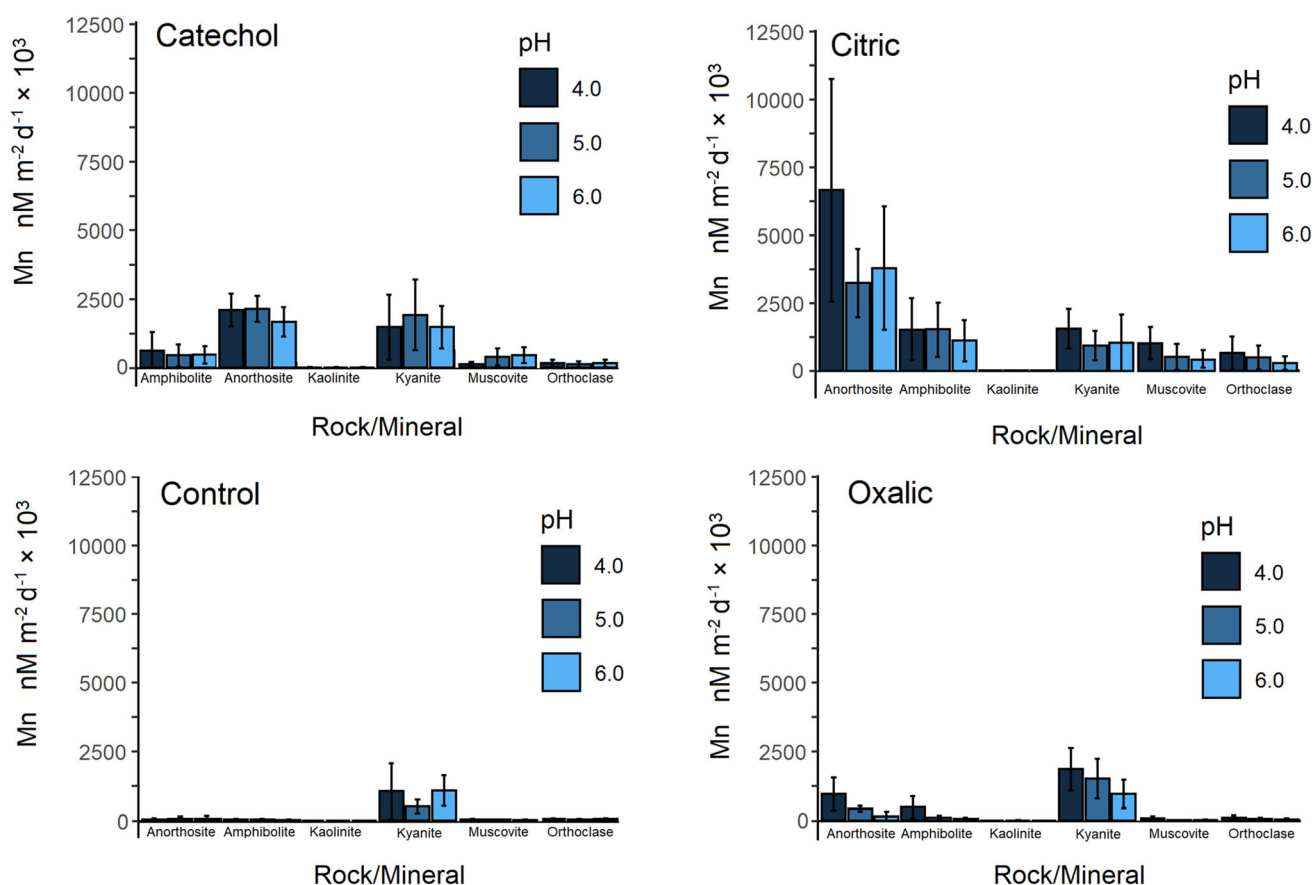 Catechol
Mn nM m⁻² d⁻¹ × 10³
12500
10000
7500
5000
2500
0
pH
4.0
5.0
6.0
Amphibolite Anorthosite Kaolinite Kyanite Muscovite Orthoclase
Rock/Mineral
Citric
Mn nM m⁻² d⁻¹ × 10³
12500
10000
7500
5000
2500
0
pH
4.0
5.0
6.0
Anorthosite Amphibolite Kaolinite Kyanite Muscovite Orthoclase
Rock/Mineral
Control
Mn nM m⁻² d⁻¹ × 10³
12500
10000
7500
5000
2500
0
pH
4.0
5.0
6.0
Anorthosite Amphibolite Kaolinite Kyanite Muscovite Orthoclase
Rock/Mineral
Oxalic
Mn nM m⁻² d⁻¹ × 10³
12500
10000
7500
5000
2500
0
pH
4.0
5.0
6.0
Anorthosite Amphibolite Kaolinite Kyanite Muscovite Orthoclase
Rock/Mineral